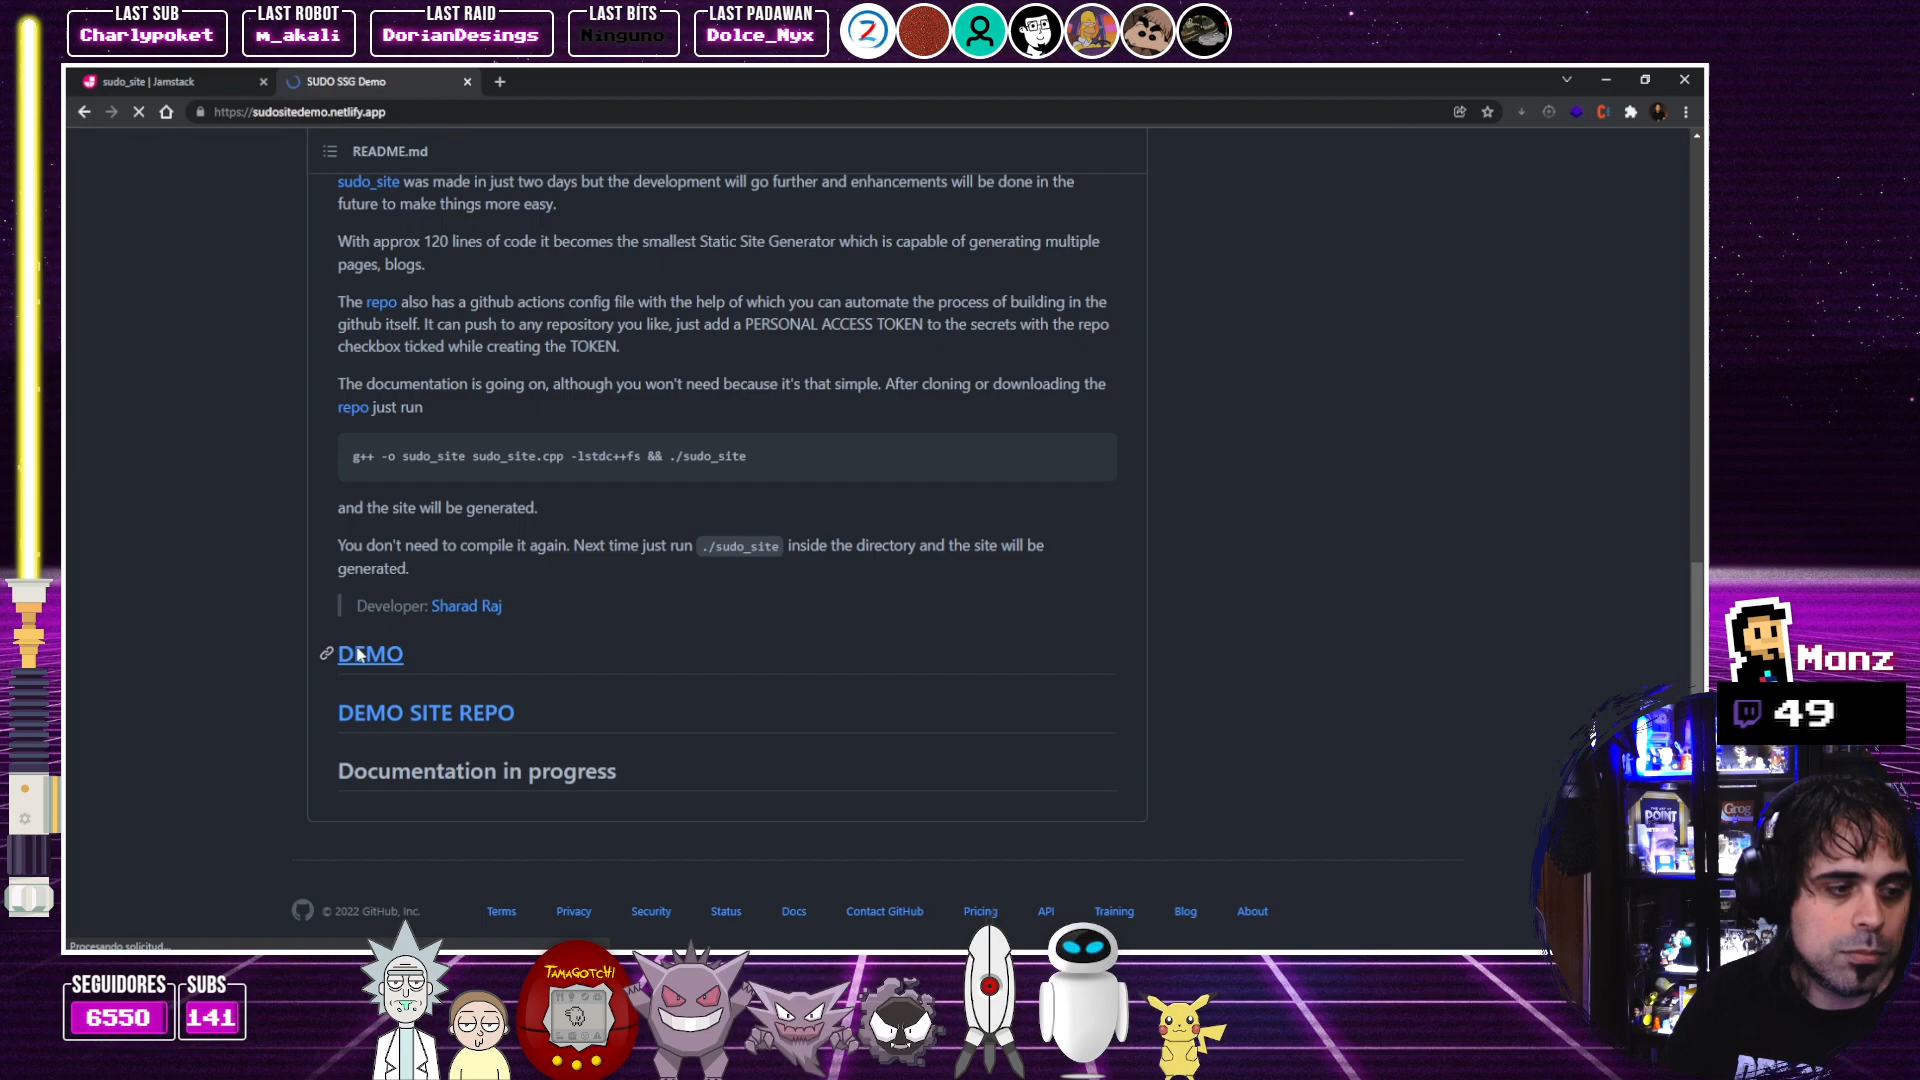 LAST SUB
Charlypoket
LAST ROBOT
m_akali
LAST RAID
DorianDesings
LAST BITS
Ninguno
LAST PADAWAN
Dolce_Nyx
sudo_site | Jamstack
SUDO SSG Demo
https://sudositedemo.netlify.app
README.md
sudo_site was made in just two days but the development will go further and enhancements will be done in the
future to make things more easy.
With approx 120 lines of code it becomes the smallest Static Site Generator which is capable of generating multiple
pages, blogs.
The repo also has a github actions config file with the help of which you can automate the process of building in the
github itself. It can push to any repository you like, just add a PERSONAL ACCESS TOKEN to the secrets with the repo
checkbox ticked while creating the TOKEN.
The documentation is going on, although you won't need because it's that simple. After cloning or downloading the
repo just run
g++ -o sudo_site sudo_site.cpp -lstdc++fs && ./sudo_site
and the site will be generated.
You don't need to compile it again. Next time just run ./sudo_site inside the directory and the site will be
generated.
Developer: Sharad Raj
DEMO
DEMO SITE REPO
Documentation in progress
© 2022 GitHub, Inc.
Terms
Privacy
Security
Status
Docs
Contact GitHub
Pricing
API
Training
Blog
About
Procesando solicitud...
Manz
49
POINT
Grog
SEGUIDORES
6550
SUBS
141
TAMAGOTCHI